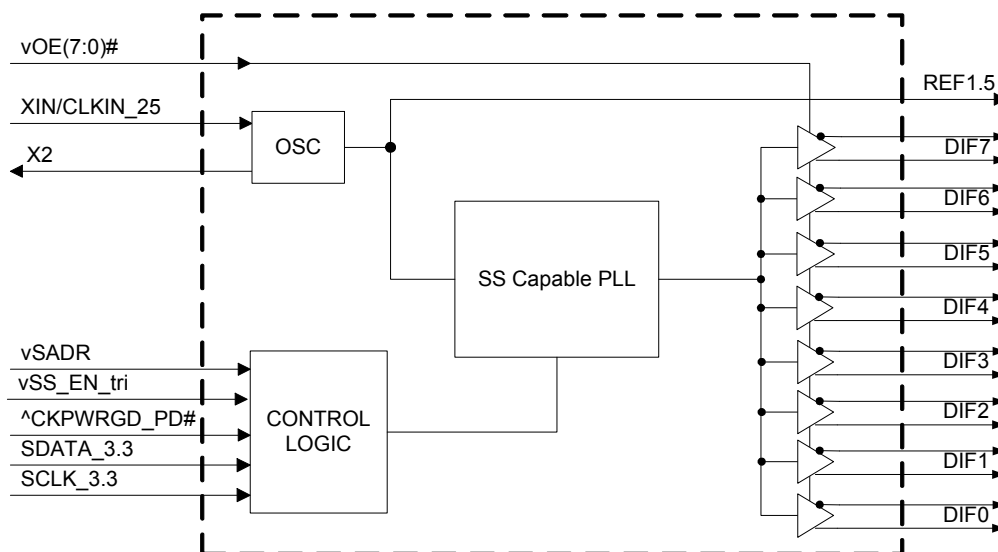 vOE(7:0)#
REF1.5
XIN/CLKIN_25
OSC
X2
DIF7
DIF6
SS Capable PLL
DIF5
DIF4
vSADR
DIF3
vSS_EN_tri
^CKPWRGD_PD#
CONTROL
LOGIC
DIF2
SDATA_3.3
DIF1
SCLK_3.3
DIF0